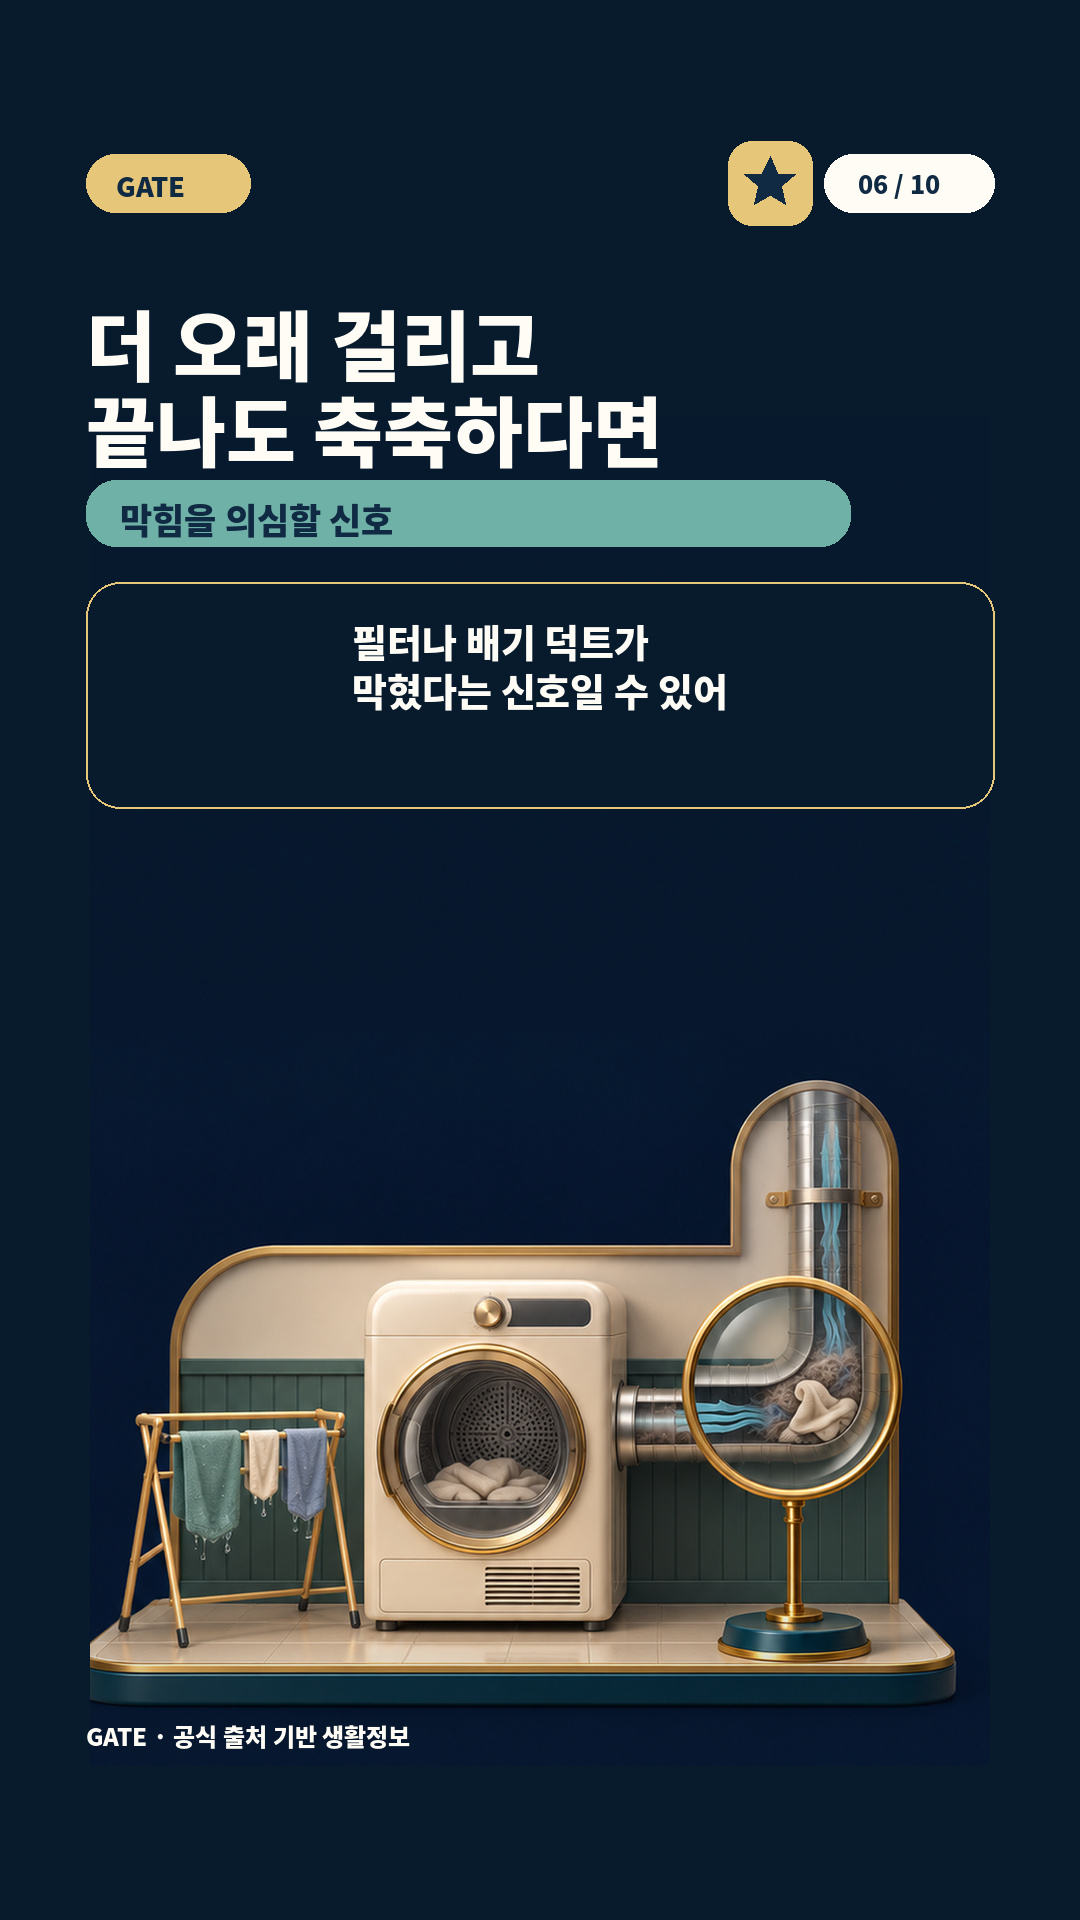 GATE
06 / 10
더 오래 걸리고
끝나도 축축하다면
막힘을 의심할 신호
필터나 배기 덕트가
막혔다는 신호일 수 있어
GATE · 공식 출처 기반 생활정보